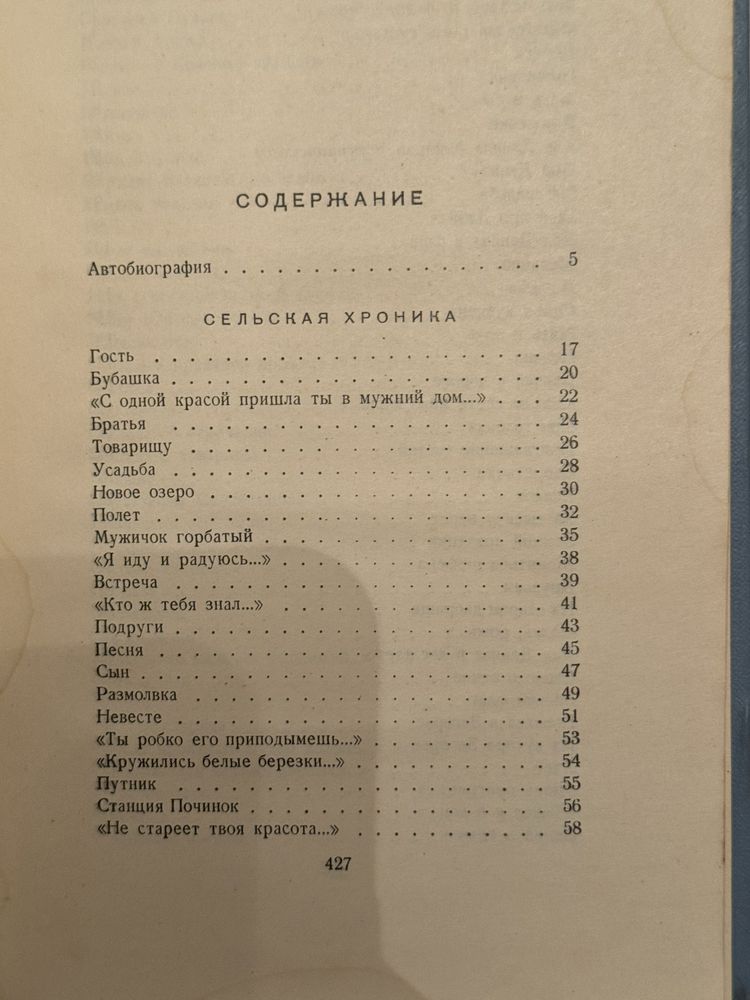 СОДЕРЖАНИЕ
Автобиография . . . . . . . . . . . . . . . . . . . 5
СЕЛЬСКАЯ ХРОНИКА
Гость . . . . . . . . . . . . . . . . . . . . . . . 17
Бубашка . . . . . . . . . . . . . . . . . . . . . . 20
«С одной красой пришла ты в мужний дом...» . . . 22
Братья . . . . . . . . . . . . . . . . . . . . . . 24
Товарищу . . . . . . . . . . . . . . . . . . . . . 26
Усадьба . . . . . . . . . . . . . . . . . . . . . . 28
Новое озеро . . . . . . . . . . . . . . . . . . . . 30
Полет . . . . . . . . . . . . . . . . . . . . . . . 32
Мужичок горбатый . . . . . . . . . . . . . . . . . 35
«Я иду и радуюсь...» . . . . . . . . . . . . . . . . 38
Встреча . . . . . . . . . . . . . . . . . . . . . . 39
«Кто ж тебя знал...» . . . . . . . . . . . . . . . . 41
Подруги . . . . . . . . . . . . . . . . . . . . . . 43
Песня . . . . . . . . . . . . . . . . . . . . . . . 45
Сын . . . . . . . . . . . . . . . . . . . . . . . . 47
Размолвка . . . . . . . . . . . . . . . . . . . . . 49
Невесте . . . . . . . . . . . . . . . . . . . . . . 51
«Ты робко его приподымешь...» . . . . . . . . . . 53
«Кружились белые березки...» . . . . . . . . . . . 54
Путник . . . . . . . . . . . . . . . . . . . . . . 55
Станция Починок . . . . . . . . . . . . . . . . . . 56
«Не стареет твоя красота...» . . . . . . . . . . . 58
427